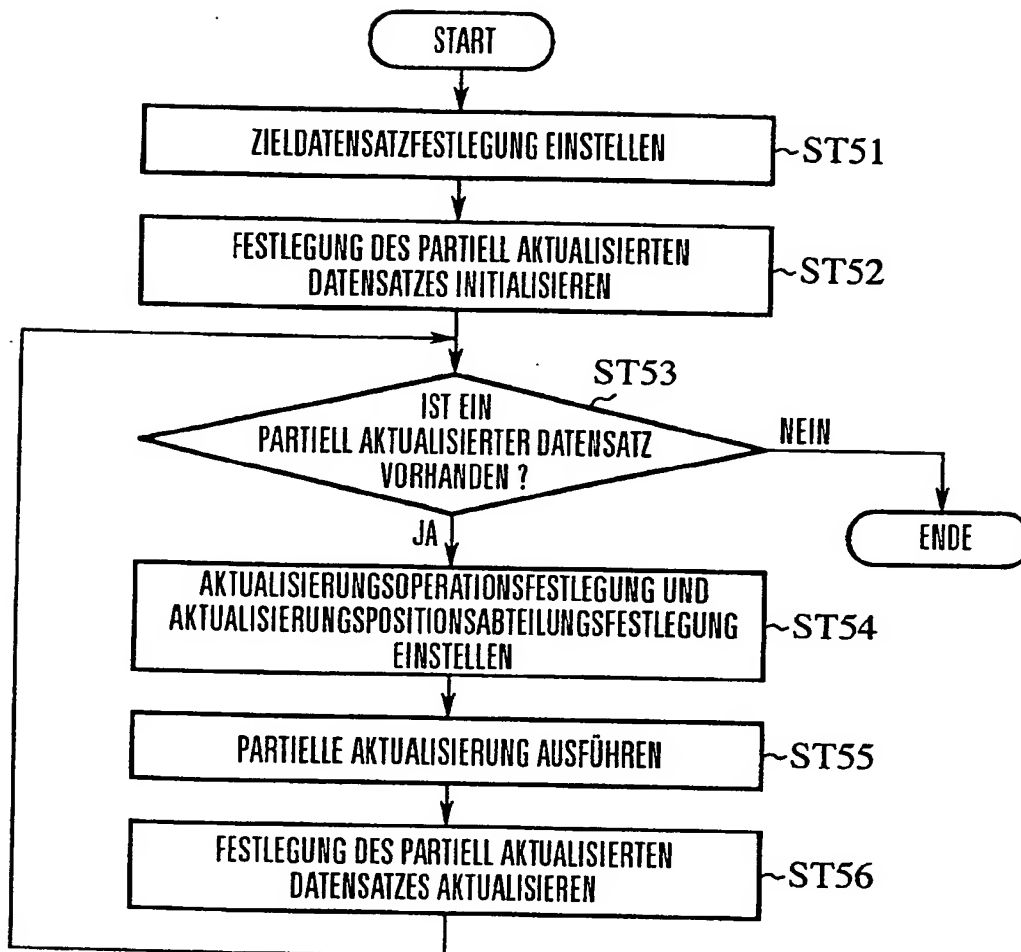 START
ZIELDATENSATZFESTLEGUNG EINSTELLEN
~ST51
FESTLEGUNG DES PARTIELL AKTUALISIERTEN
DATENSATZES INITIALISIEREN
~ST52
ST53
IST EIN
PARTIELL AKTUALISIERTER DATENSATZ
VORHANDEN ?
NEIN
ENDE
JA
AKTUALISIERUNGSOPERATIONSFESTLEGUNG UND
AKTUALISIERUNGSPOSITIONSABTEILUNGSFESTLEGUNG
EINSTELLEN
~ST54
PARTIELLE AKTUALISIERUNG AUSFÜHREN
~ST55
FESTLEGUNG DES PARTIELL AKTUALISIERTEN
DATENSATZES AKTUALISIEREN
~ST56